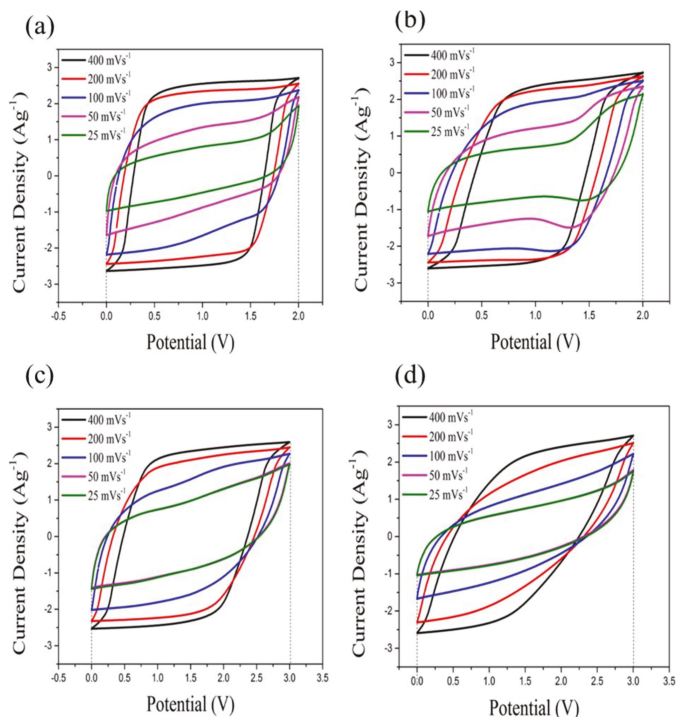 (a)
400 mVs⁻¹
200 mVs⁻¹
100 mVs⁻¹
50 mVs⁻¹
25 mVs⁻¹
Current Density (Ag⁻¹)
3
2
1
0
-1
-2
-3
-0.5 0.0 0.5 1.0 1.5 2.0
Potential (V)
(b)
400 mVs⁻¹
200 mVs⁻¹
100 mVs⁻¹
50 mVs⁻¹
25 mVs⁻¹
Current Density (Ag⁻¹)
3
2
1
0
-1
-2
-3
0.0 0.5 1.0 1.5 2.0
Potential (V)
(c)
400 mVs⁻¹
200 mVs⁻¹
100 mVs⁻¹
50 mVs⁻¹
25 mVs⁻¹
Current Density (Ag⁻¹)
3
2
1
0
-1
-2
-3
0.0 0.5 1.0 1.5 2.0 2.5 3.0 3.5
Potential (V)
(d)
400 mVs⁻¹
200 mVs⁻¹
100 mVs⁻¹
50 mVs⁻¹
25 mVs⁻¹
Current Density (Ag⁻¹)
3
2
1
0
-1
-2
-3
0.0 0.5 1.0 1.5 2.0 2.5 3.0 3.5
Potential (V)